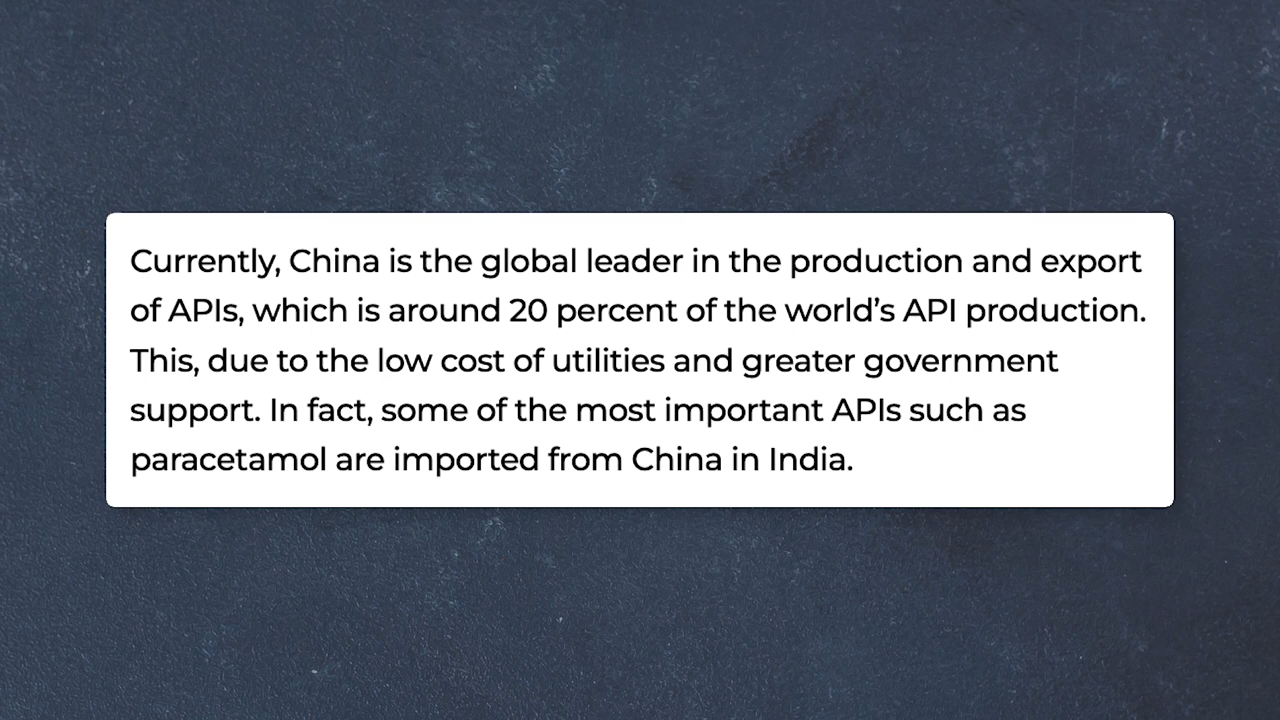 Currently, China is the global leader in the production and export
of APIs, which is around 20 percent of the world’s API production.
This, due to the low cost of utilities and greater government
support. In fact, some of the most important APIs such as
paracetamol are imported from China in India.